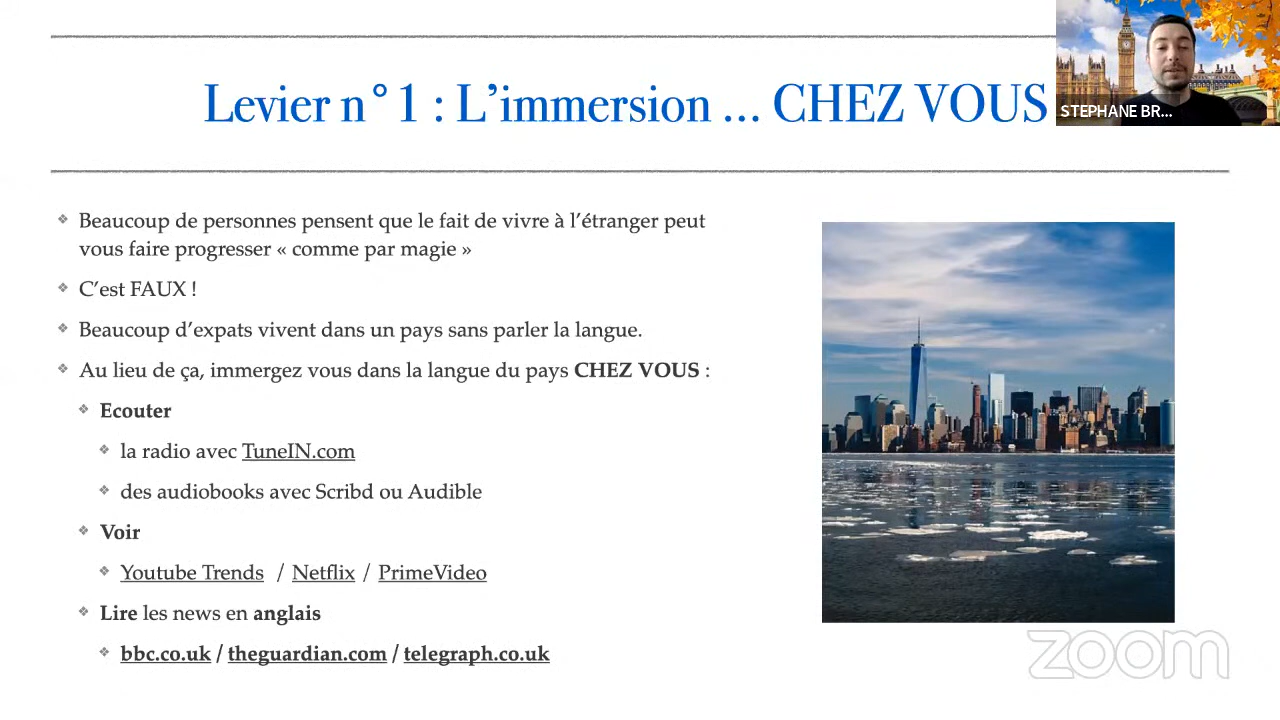 Levier n°1 : L'immersion ... CHEZ VOUS
STEPHANE BR...
❖ Beaucoup de personnes pensent que le fait de vivre à l'étranger peut
vous faire progresser « comme par magie »
❖ C'est FAUX !
❖ Beaucoup d'expats vivent dans un pays sans parler la langue.
❖ Au lieu de ça, immergez vous dans la langue du pays CHEZ VOUS :
❖ Ecouter
❖ la radio avec TuneIN.com
❖ des audiobooks avec Scribd ou Audible
❖ Voir
❖ Youtube Trends / Netflix / PrimeVideo
❖ Lire les news en anglais
❖ bbc.co.uk / theguardian.com / telegraph.co.uk
zoom